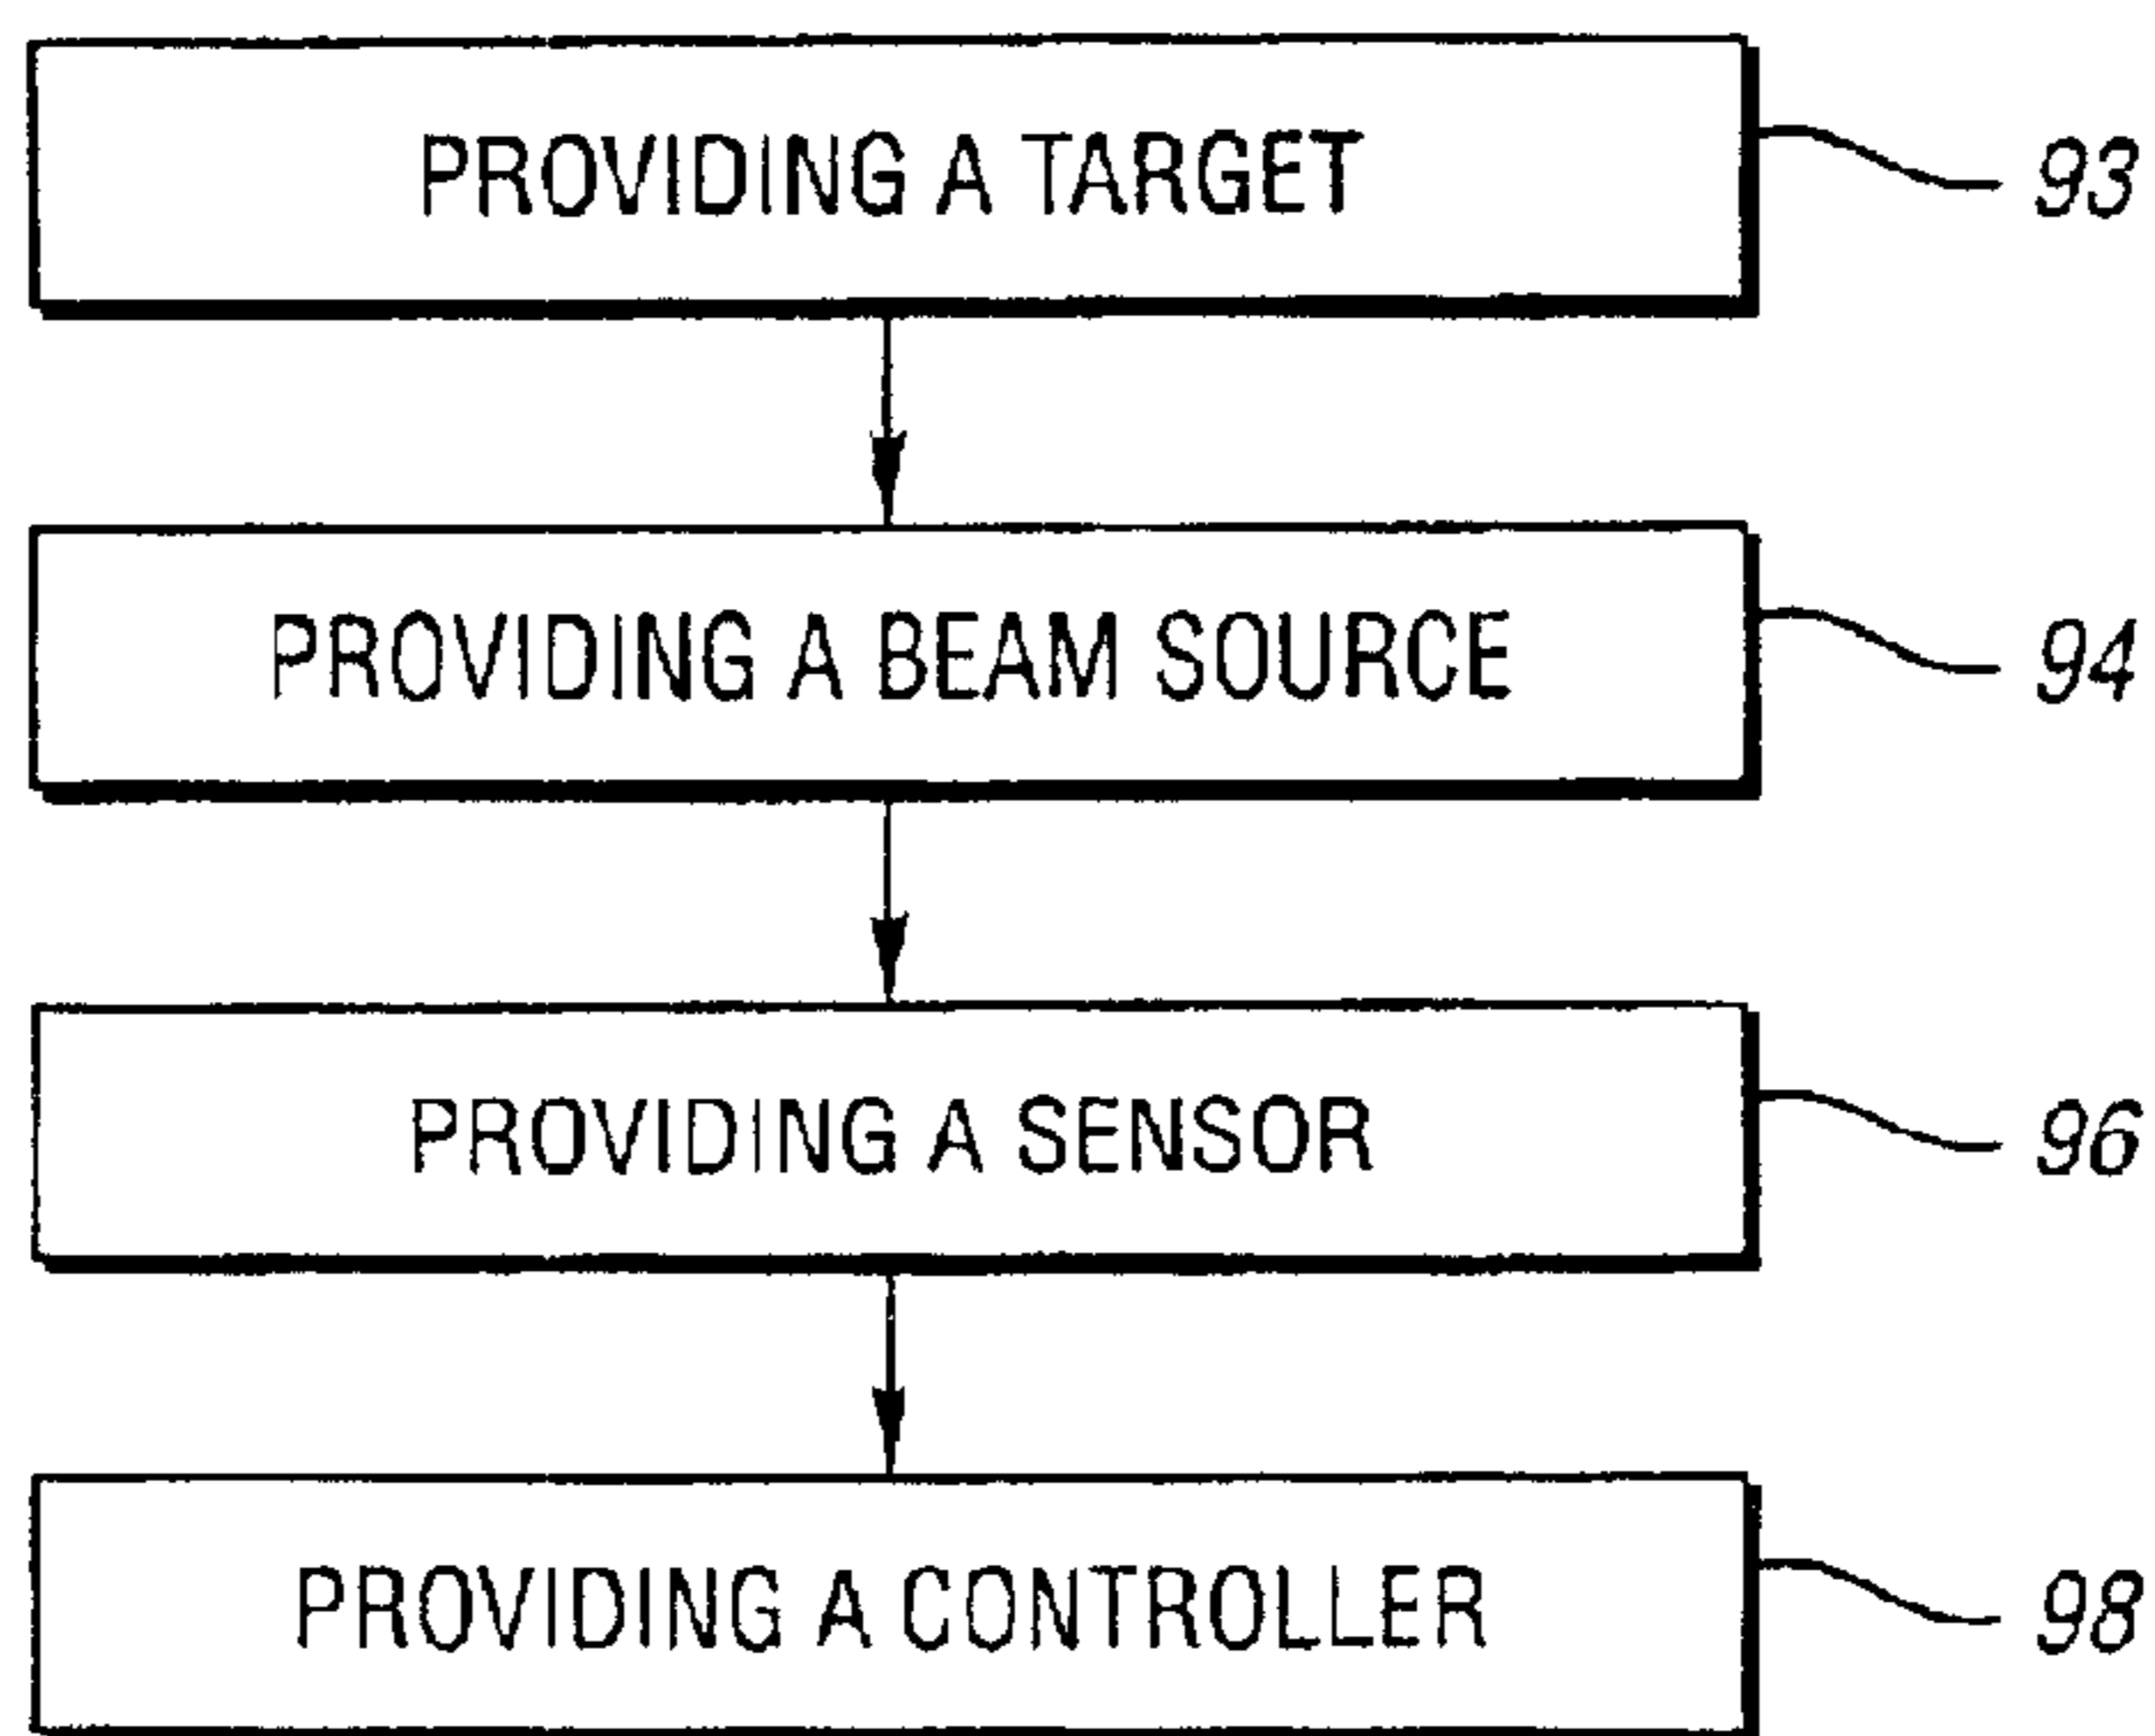 PROVIDING A TARGET
93
PROVIDING A BEAM SOURCE
94
PROVIDING A SENSOR
96
PROVIDING A CONTROLLER
98